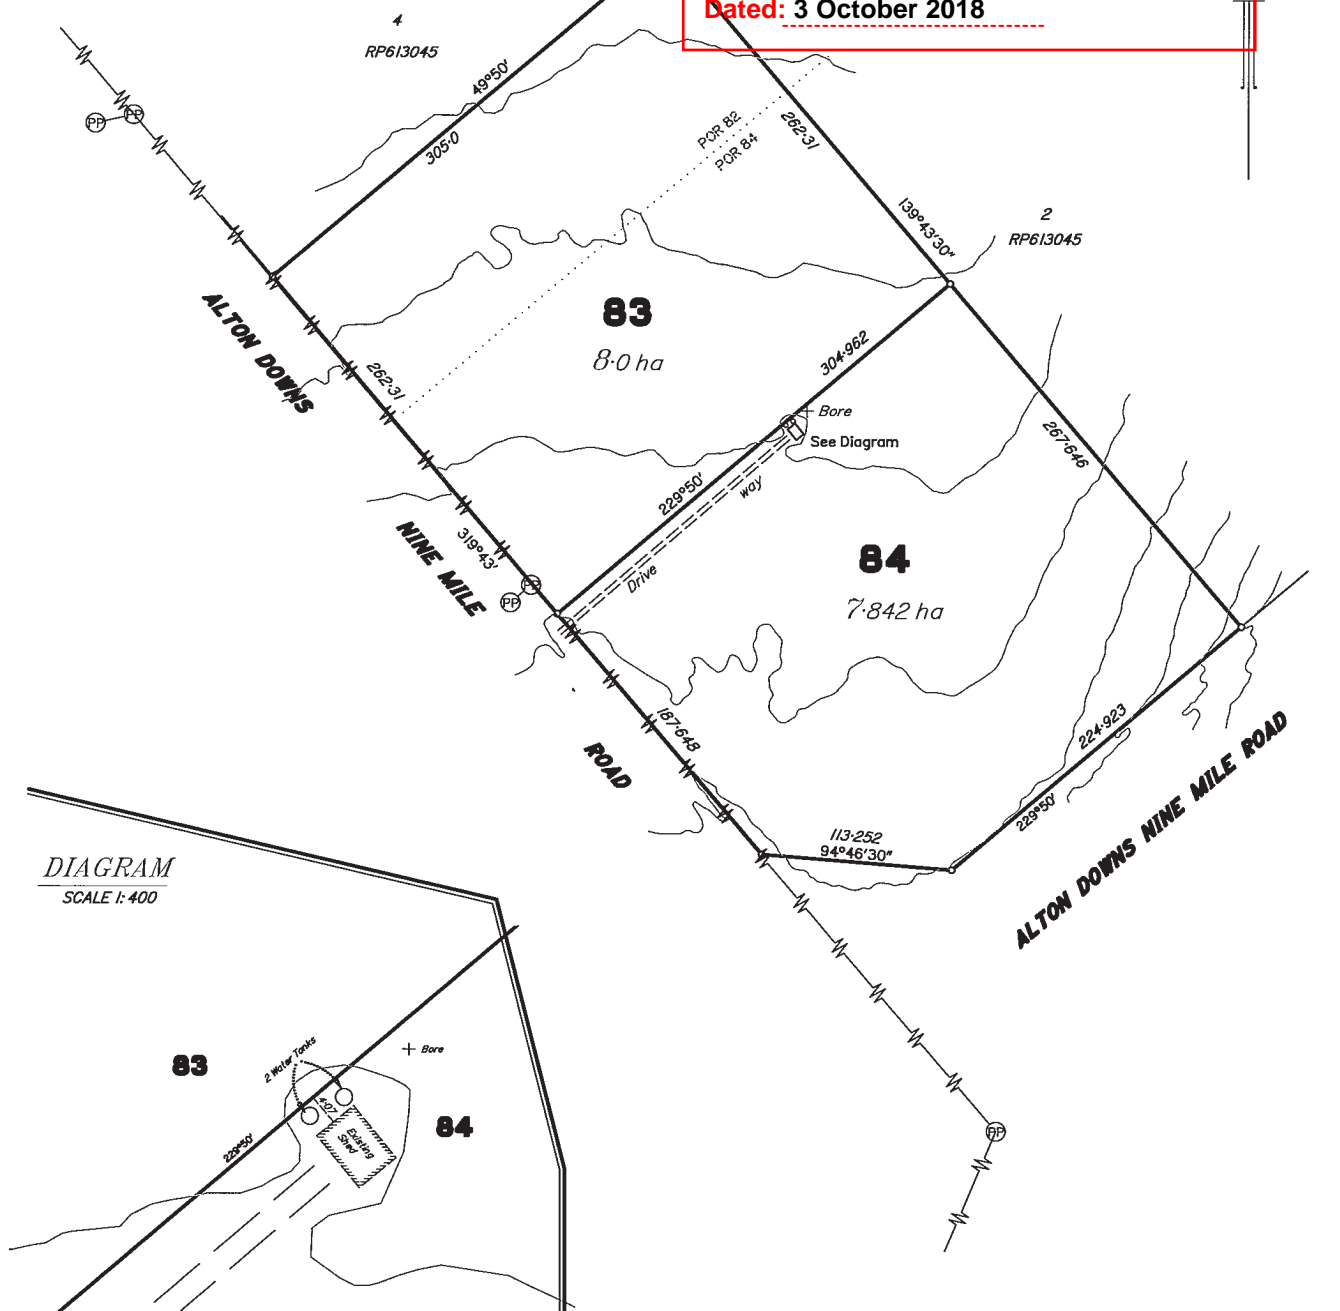 Dated: 3 October 2018
4
RP613045
49°50'
305·0
PP
PP
POR 82
POR 84
262·31
139°43'30"
2
RP613045
ALTON DOWNS
83
8·0 ha
262·31
304·962
Bore
See Diagram
267·646
229°50'
way
NINE MILE
319°43'
PP
PP
Drive
84
7·842 ha
187·648
ROAD
224·923
229°50'
ALTON DOWNS NINE MILE ROAD
113·252
94°46'30"
DIAGRAM
SCALE 1:400
83
2 Water Tanks
Bore
4·07
84
Existing
Shed
229°50'
PP